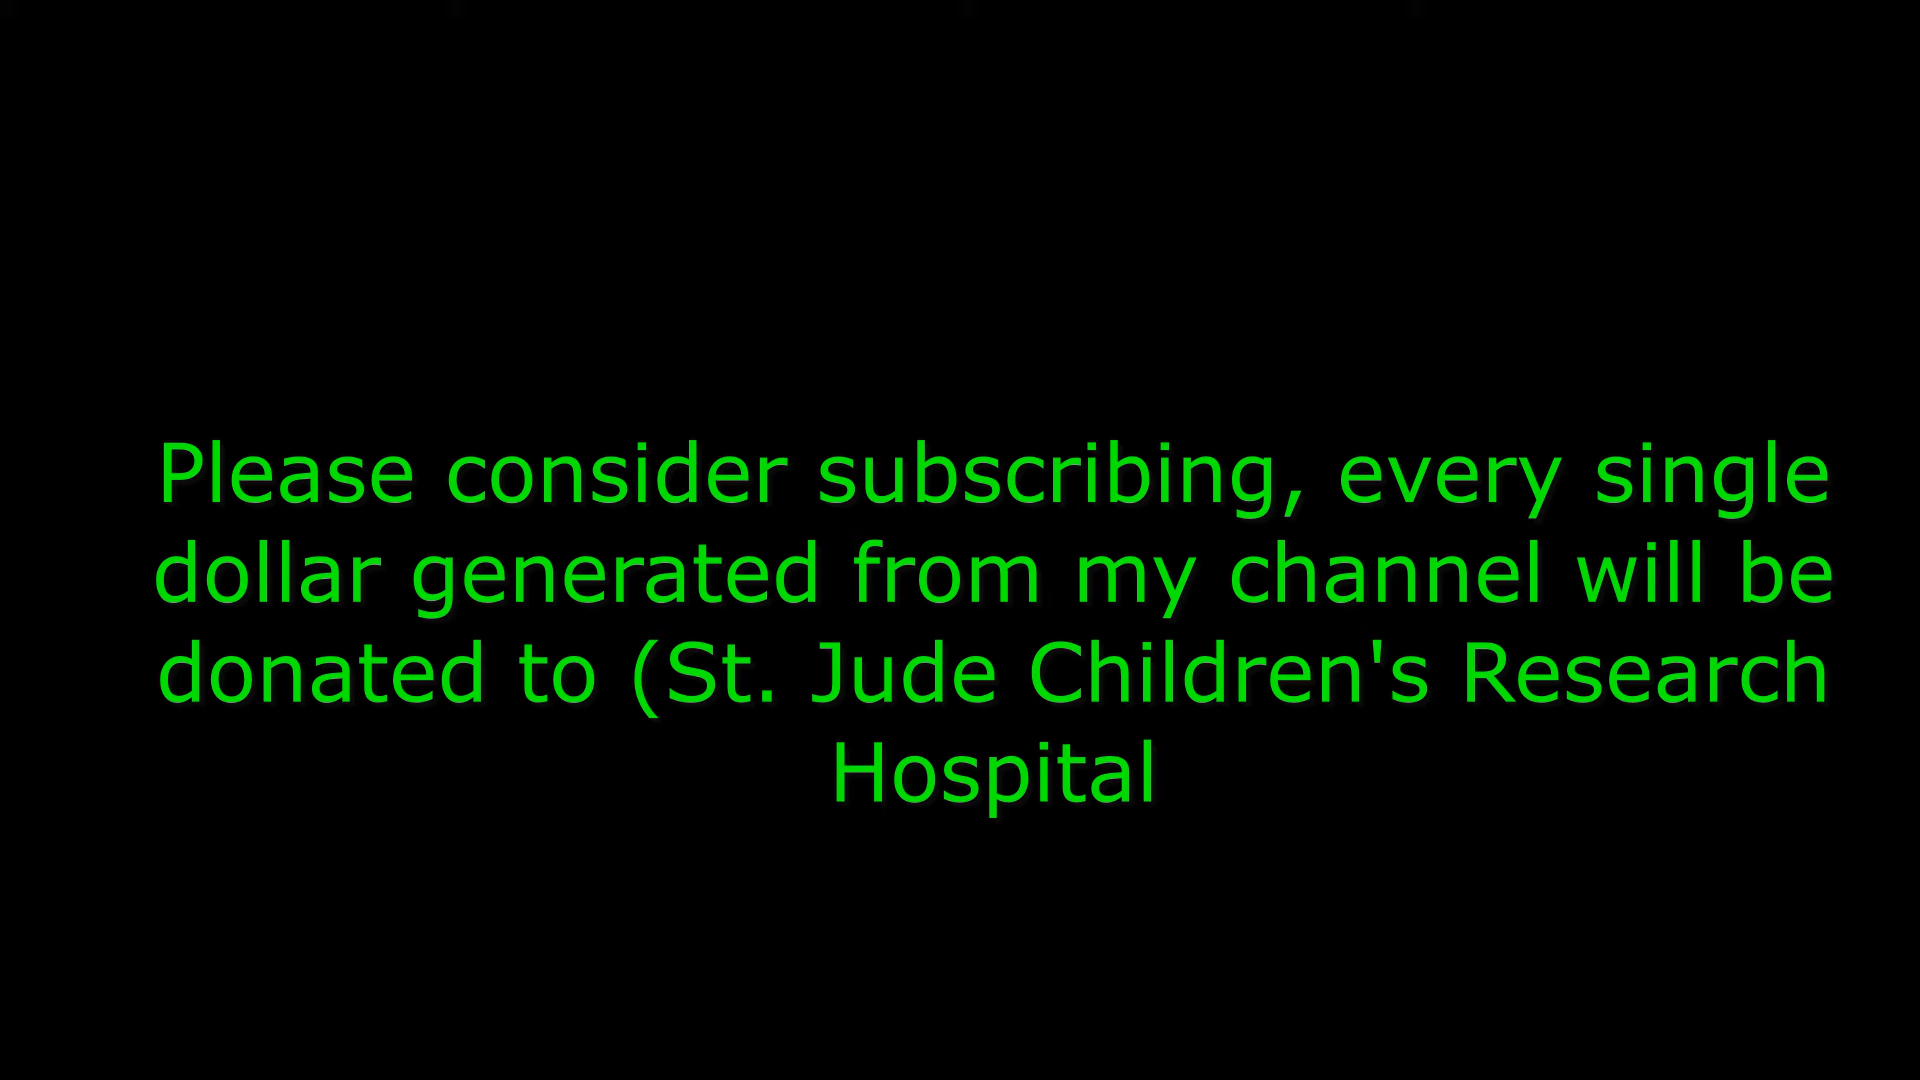 Please consider subscribing, every single
dollar generated from my channel will be
donated to (St. Jude Children's Research
Hospital